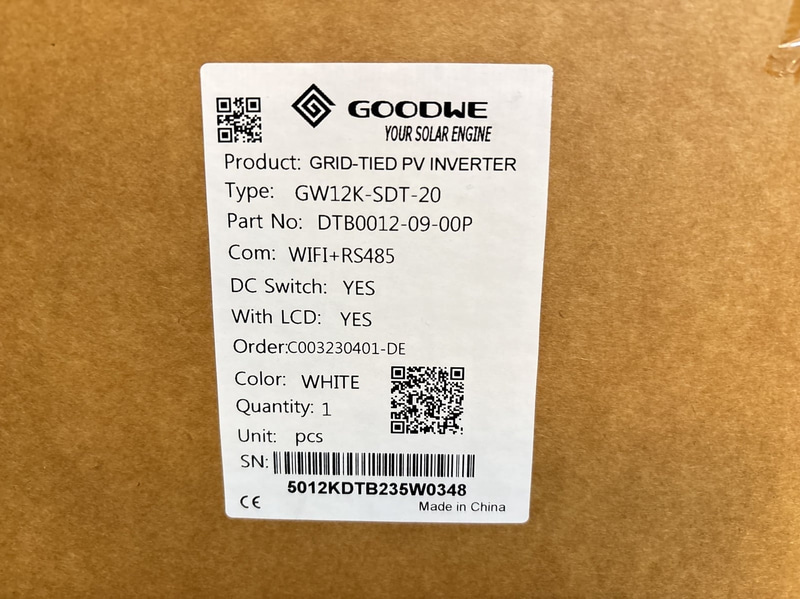 GOODWE
YOUR SOLAR ENGINE
Product: GRID-TIED PV INVERTER
Type: GW12K-SDT-20
Part No: DTB0012-09-00P
Com: WIFI+RS485
DC Switch: YES
With LCD: YES
Order:C003230401-DE
Color: WHITE
Quantity: 1
Unit: pcs
SN:
5012KDTB235W0348
CE
Made in China